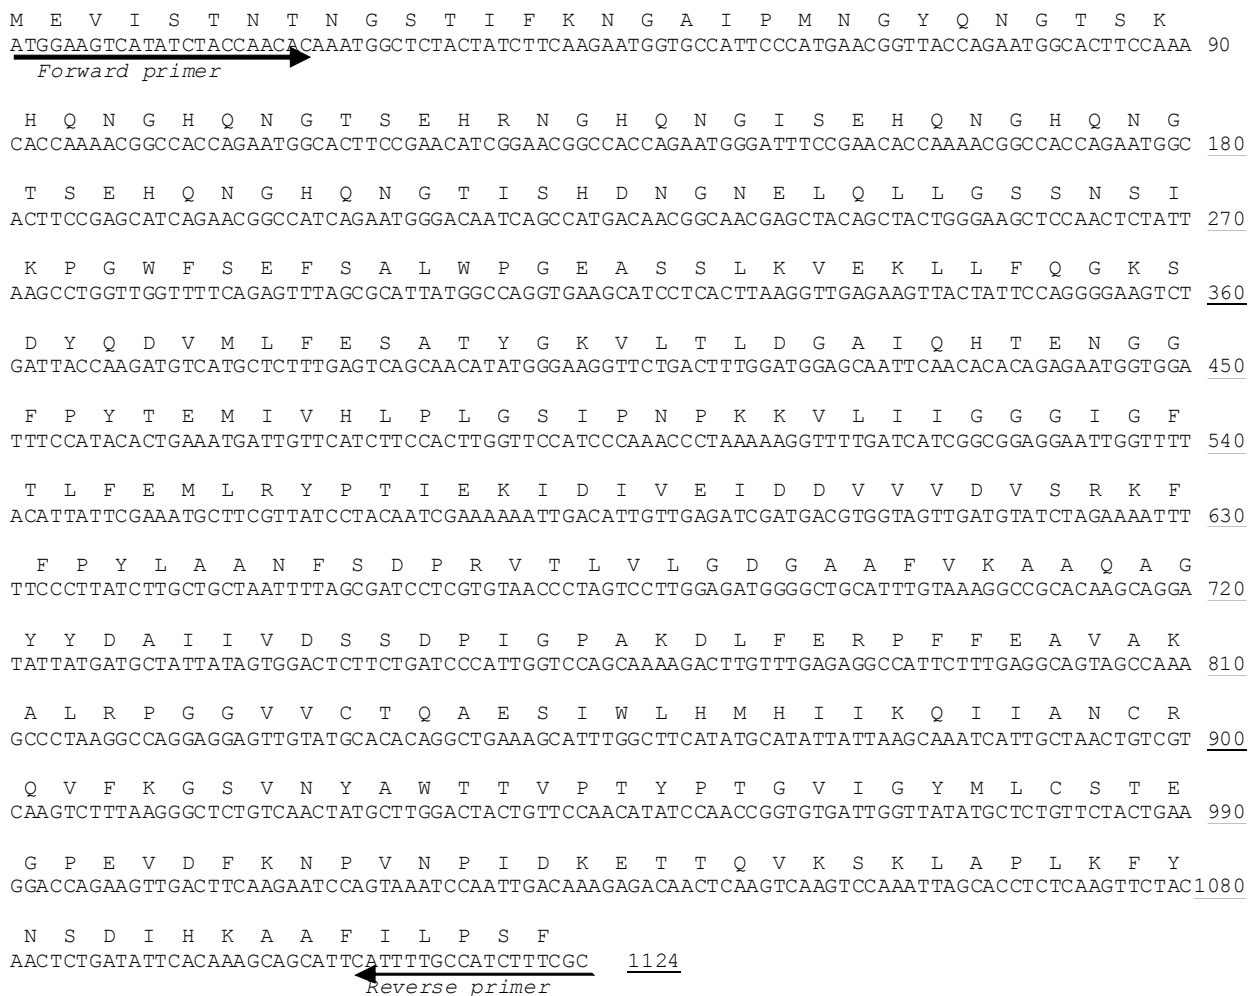 M E V I S T N T N G S T I F K N G A I P M N G Y Q N G T S K
ATGGAAGTCATATCTACCAACACAAATGGCTCTACTATCTTCAAGAATGGTGCCATTCCCATGAACGGTTACCAGAATGGCACTTCCAAA 90
Forward primer
H Q N G H Q N G T S E H R N G H Q N G I S E H Q N G H Q N G
CACCAAAACGGCCACCAGAATGGCACTTCCGAACATCGGAACGGCCACCAGAATGGGATTTCCGAACACCAAAACGGCCACCAGAATGGC 180
T S E H Q N G H Q N G T I S H D N G N E L Q L L G S S N S I
ACTTCCGAGCATCAGAACGGCCATCAGAATGGGACAATCAGCCATGACAACGGCAACGAGCTACAGCTACTGGGAAGCTCCAACTCTATT 270
K P G W F S E F S A L W P G E A S S L K V E K L L F Q G K S
AAGCCTGGTTGGTTTTCAGAGTTTAGCGCATTATGGCCAGGTGAAGCATCCTCACTTAAGGTTGAGAAGTTACTATTCCAGGGGAAGTCT 360
D Y Q D V M L F E S A T Y G K V L T L D G A I Q H T E N G G
GATTACCAAGATGTCATGCTCTTTGAGTCAGCAACATATGGGAAGGTTCTGACTTTGGATGGAGCAATTCAACACACAGAGAATGGTGGA 450
F P Y T E M I V H L P L G S I P N P K K V L I I G G G I G F
TTTCCATACACTGAAATGATTGTTCATCTTCCACTTGGTTCCATCCCAAACCCTAAAAAGGTTTTGATCATCGGCGGAGGAATTGGTTTT 540
T L F E M L R Y P T I E K I D I V E I D D V V V D V S R K F
ACATTATTCGAAATGCTTCGTTATCCTACAATCGAAAAAATTGACATTGTTGAGATCGATGACGTGGTAGTTGATGTATCTAGAAAATTT 630
F P Y L A A N F S D P R V T L V L G D G A A F V K A A Q A G
TTCCCTTATCTTGCTGCTAATTTTAGCGATCCTCGTGTAACCCTAGTCCTTGGAGATGGGGCTGCATTTGTAAAGGCCGCACAAGCAGGA 720
Y Y D A I I V D S S D P I G P A K D L F E R P F F E A V A K
TATTATGATGCTATTATAGTGGACTCTTCTGATCCCATTGGTCCAGCAAAAGACTTGTTTGAGAGGCCATTCTTTGAGGCAGTAGCCAAA 810
A L R P G G V V C T Q A E S I W L H M H I I K Q I I A N C R
GCCCTAAGGCCAGGAGGAGTTGTATGCACACAGGCTGAAAGCATTTGGCTTCATATGCATATTATTAAGCAAATCATTGCTAACTGTCGT 900
Q V F K G S V N Y A W T T V P T Y P T G V I G Y M L C S T E
CAAGTCTTTAAGGGCTCTGTCAACTATGCTTGGACTACTGTTCCAACATATCCAACCGGTGTGATTGGTTATATGCTCTGTTCTACTGAA 990
G P E V D F K N P V N P I D K E T T Q V K S K L A P L K F Y
GGACCAGAAGTTGACTTCAAGAATCCAGTAAATCCAATTGACAAAGAGACAACTCAAGTCAAGTCCAAATTAGCACCTCTCAAGTTCTAC1080
N S D I H K A A F I L P S F
AACTCTGATATTCACAAAGCAGCATTCATTTTGCCATCTTTCGC 1124
Reverse primer